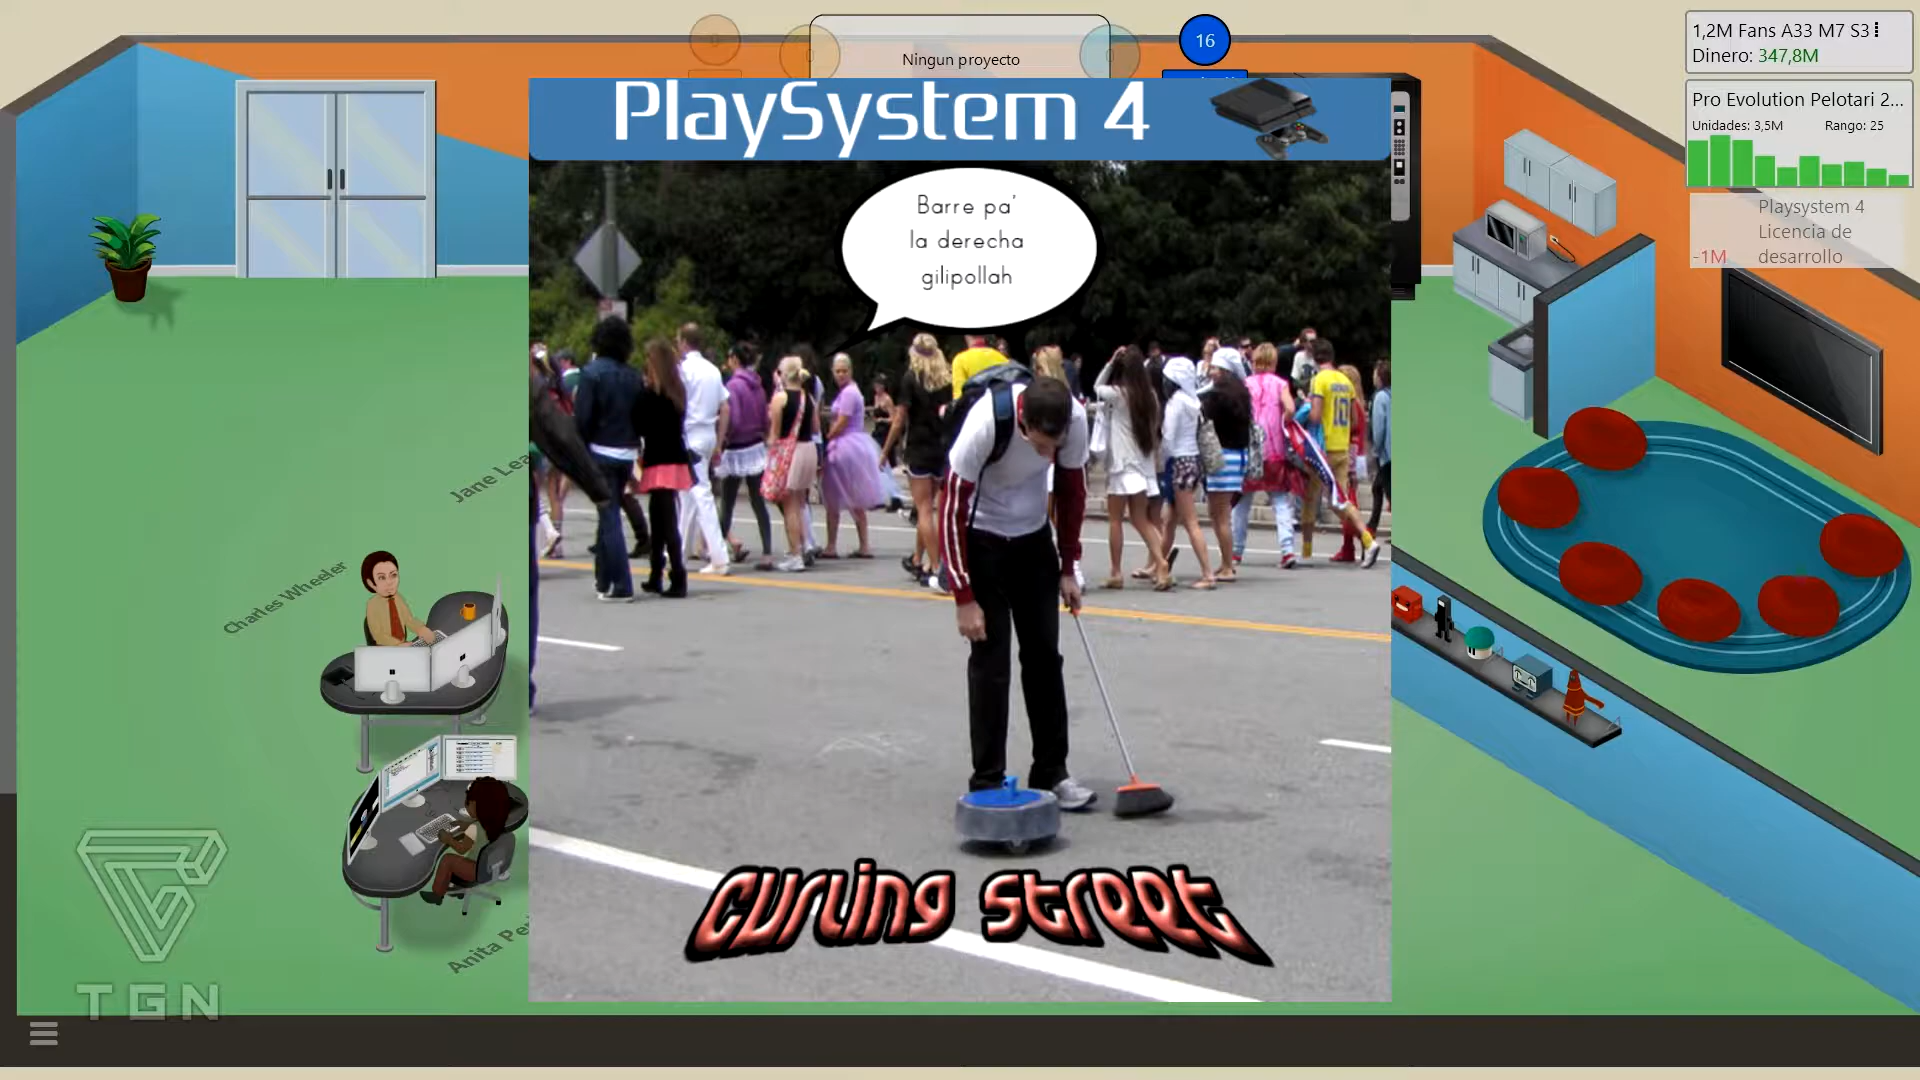 16
Ningun proyecto
1,2M Fans A33 M7 S3
Dinero: 347,8M
Pro Evolution Pelotari 2...
Unidades: 3,5M Rango: 25
Playsystem 4
Licencia de
-1M desarrollo
PlaySystem 4
Barre pa'
la derecha
gilipollah
10
Jane Lea
Charles Wheeler
Anita Pe
curling street
TGN